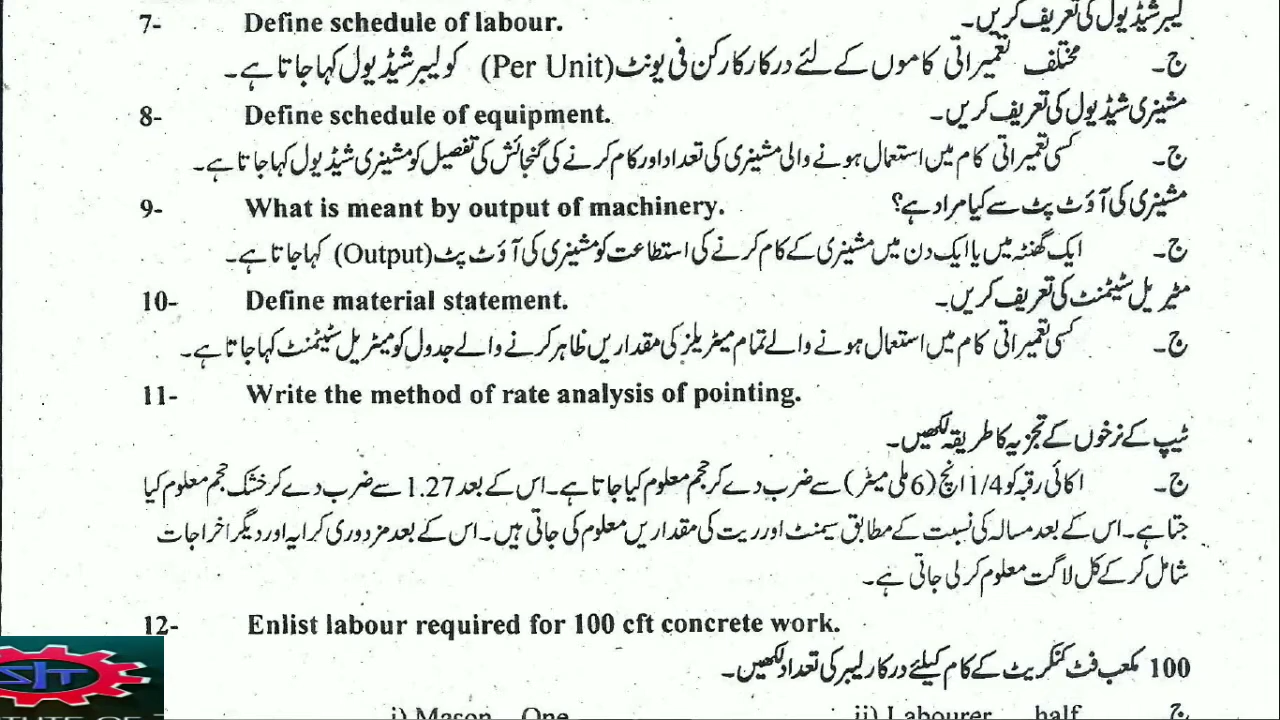 7- Define schedule of labour. لیبر شیڈیول کی تعریف کریں۔
ج۔ مختلف تعمیراتی کاموں کے لئے درکار کارکن فی یونٹ (Per Unit) کو لیبر شیڈیول کہا جاتا ہے۔
8- Define schedule of equipment. مشینری شیڈیول کی تعریف کریں۔
ج۔ کسی تعمیراتی کام میں استعمال ہونے والی مشینری کی تعداد اور کام کرنے کی گنجائش کی تفصیل کو مشینری شیڈیول کہا جاتا ہے۔
9- What is meant by output of machinery. مشینری کی آؤٹ پٹ سے کیا مراد ہے؟
ج۔ ایک گھنٹہ میں یا ایک دن میں مشینری کے کام کرنے کی استطاعت کو مشینری کی آؤٹ پٹ (Output) کہا جاتا ہے۔
10- Define material statement. مٹیریل سٹیٹمنٹ کی تعریف کریں۔
ج۔ کسی تعمیراتی کام میں استعمال ہونے والے تمام میٹریلز کی مقداریں ظاہر کرنے والے جدول کو میٹریل سٹیٹمنٹ کہا جاتا ہے۔
11- Write the method of rate analysis of pointing.
ٹیپ کے نرخوں کے تجزیہ کا طریقہ لکھیں۔
ج۔ اکائی رقبہ کو 1/4 انچ (6 ملی میٹر) سے ضرب دے کر حجم معلوم کیا جاتا ہے۔ اس کے بعد 1.27 سے ضرب دے کر خشک حجم معلوم کیا
جتا ہے۔ اس کے بعد مسالہ کی نسبت کے مطابق سیمنٹ اور ریت کی مقداریں معلوم کی جاتی ہیں۔ اس کے بعد مزدوری کرایہ اور دیگر اخراجات
شامل کر کے کل لاگت معلوم کر لی جاتی ہے۔
12- Enlist labour required for 100 cft concrete work.
100 مکعب فٹ کنکریٹ کے کام کیلئے درکار لیبر کی تعداد لکھیں۔
ج۔ i) Mason One ii) Labourer half